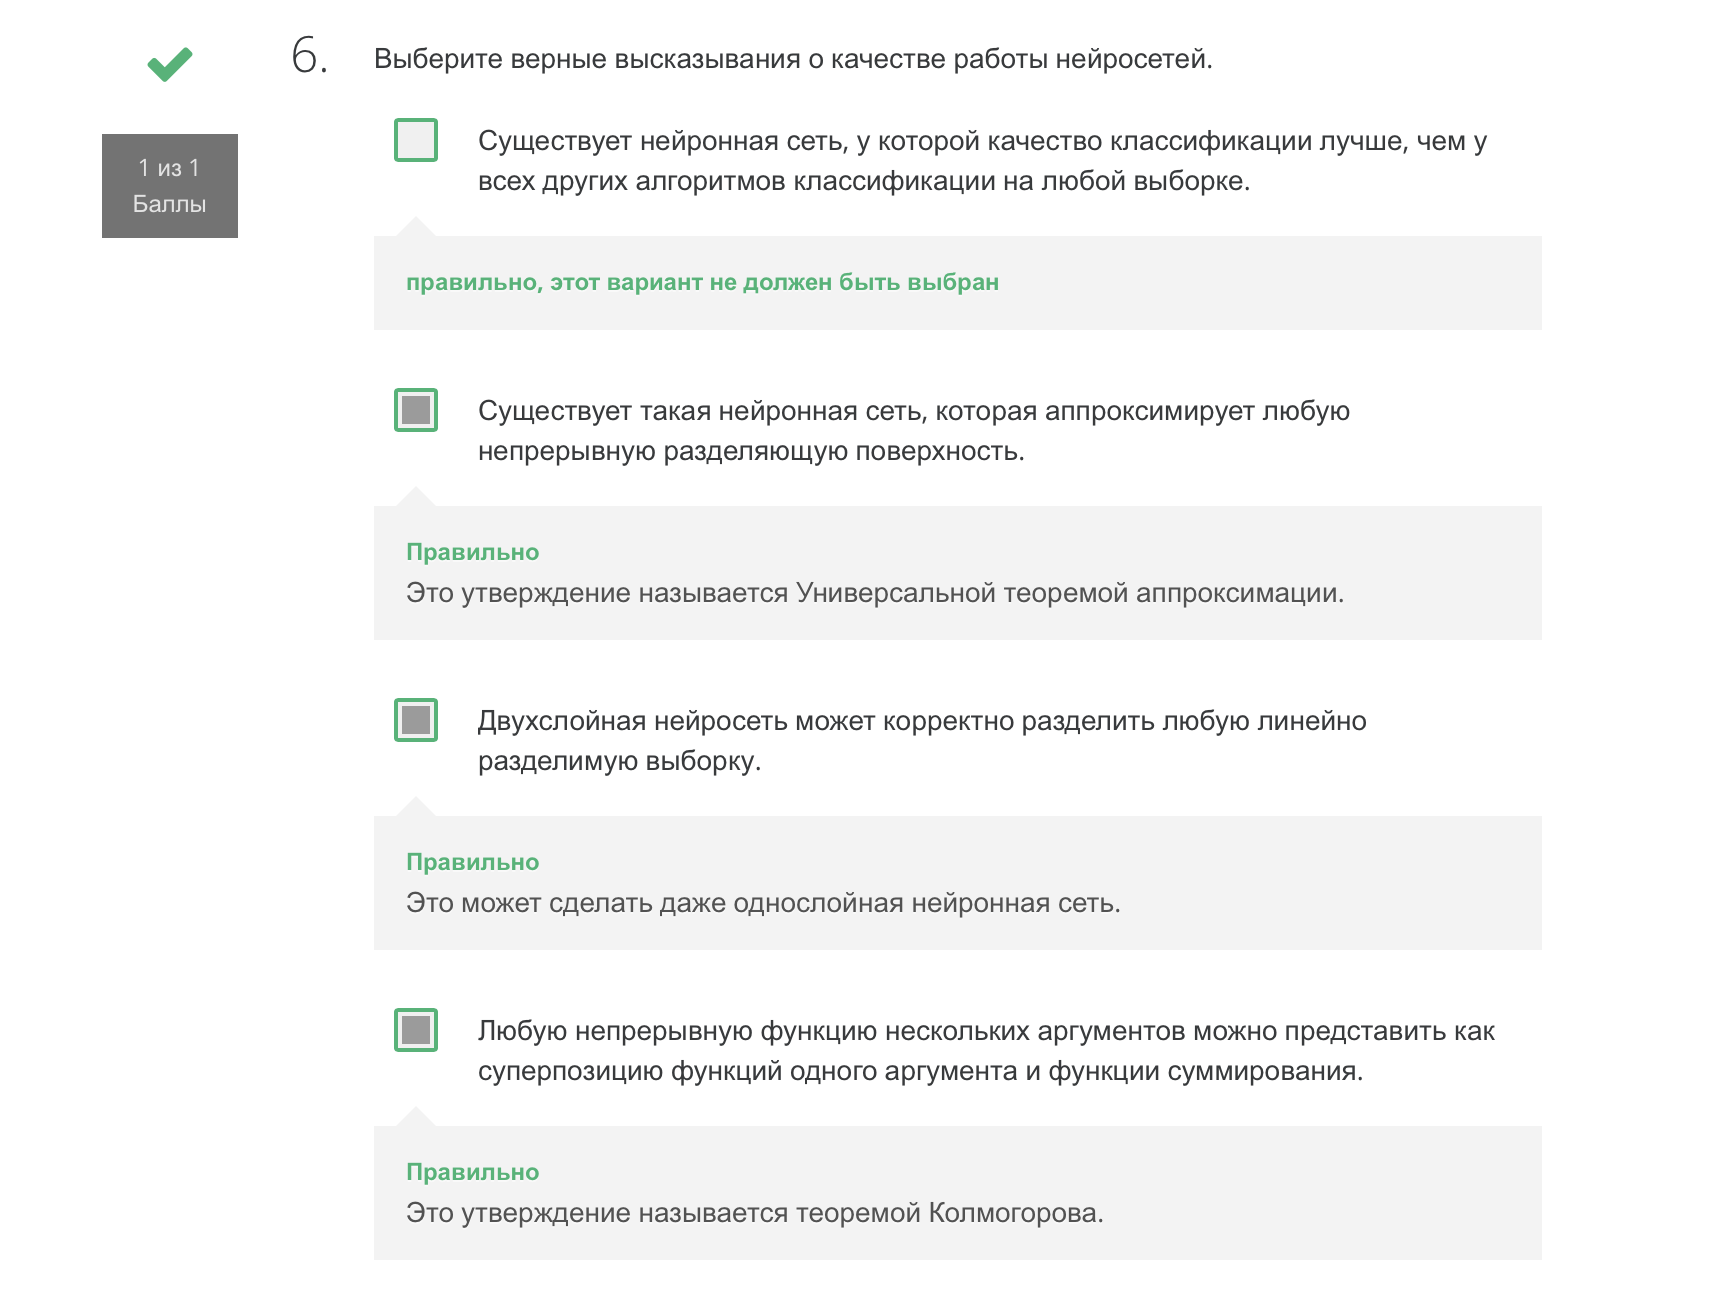 6. Выберите верные высказывания о качестве работы нейросетей.
1 из 1
Баллы
Существует нейронная сеть, у которой качество классификации лучше, чем у
всех других алгоритмов классификации на любой выборке.
правильно, этот вариант не должен быть выбран
Существует такая нейронная сеть, которая аппроксимирует любую
непрерывную разделяющую поверхность.
Правильно
Это утверждение называется Универсальной теоремой аппроксимации.
Двухслойная нейросеть может корректно разделить любую линейно
разделимую выборку.
Правильно
Это может сделать даже однослойная нейронная сеть.
Любую непрерывную функцию нескольких аргументов можно представить как
суперпозицию функций одного аргумента и функции суммирования.
Правильно
Это утверждение называется теоремой Колмогорова.